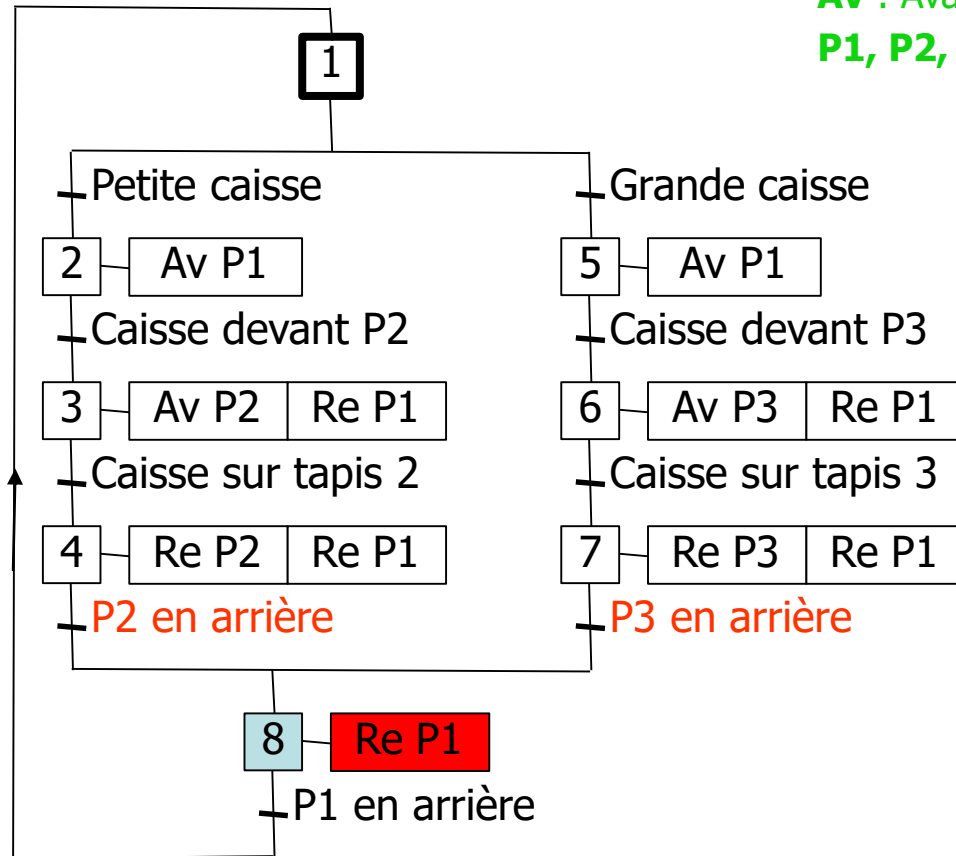 AV :
P1, P2,
1
Petite caisse
Grande caisse
2 Av P1
5 Av P1
Caisse devant P2
Caisse devant P3
3 Av P2 Re P1
6 Av P3 Re P1
Caisse sur tapis 2
Caisse sur tapis 3
4 Re P2 Re P1
7 Re P3 Re P1
P2 en arrière
P3 en arrière
8 Re P1
P1 en arrière